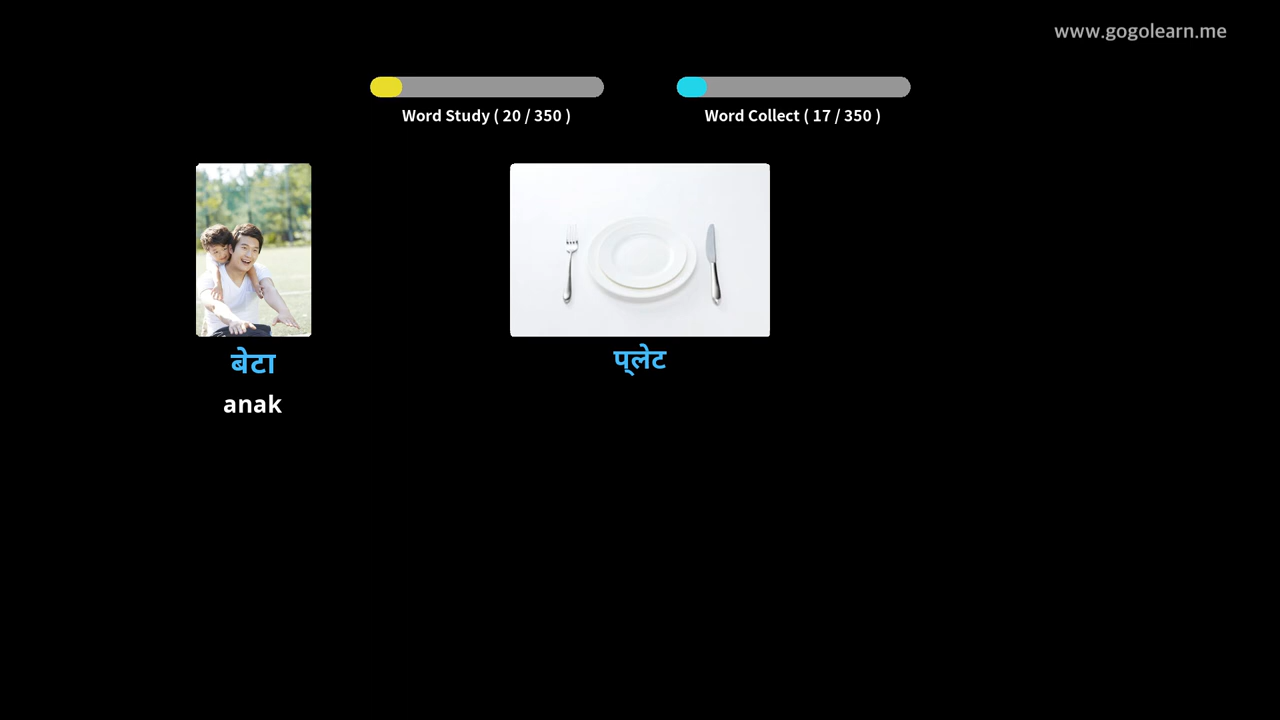 www.gogolearn.me
Word Study ( 20 / 350 )
Word Collect ( 17 / 350 )
बेटा
anak
प्लेट